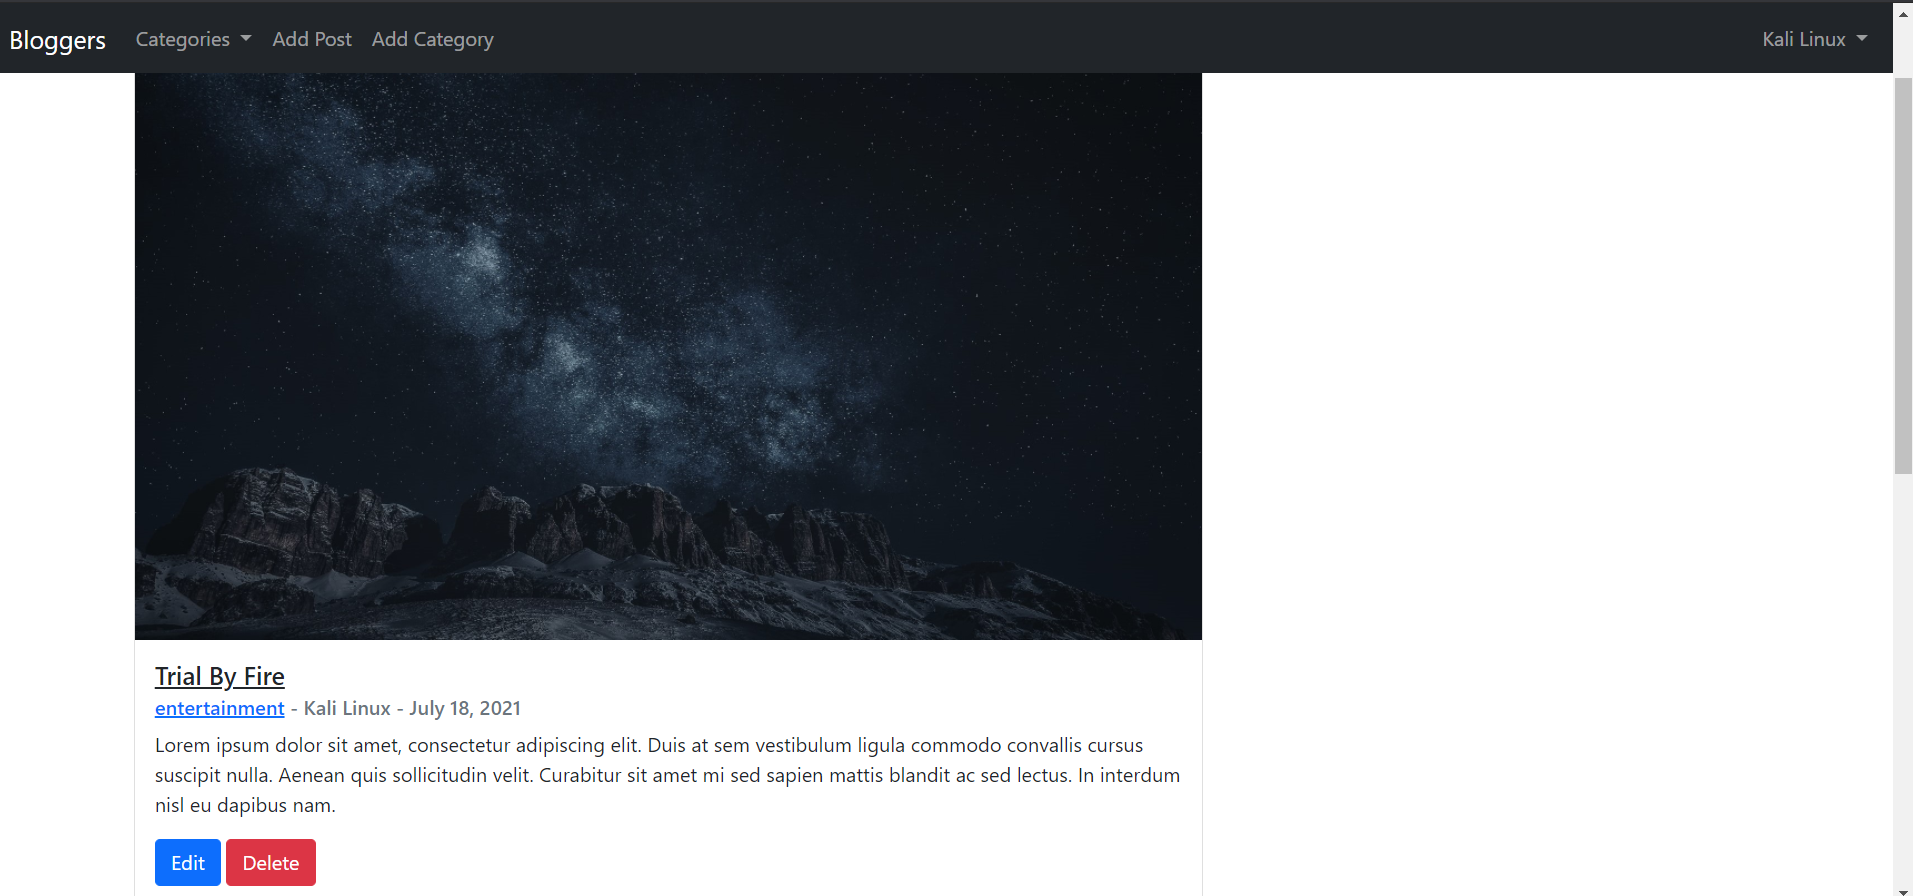 Bloggers Categories Add Post Add Category Kali Linux
Trial By Fire
entertainment - Kali Linux - July 18, 2021
Lorem ipsum dolor sit amet, consectetur adipiscing elit. Duis at sem vestibulum ligula commodo convallis cursus
suscipit nulla. Aenean quis sollicitudin velit. Curabitur sit amet mi sed sapien mattis blandit ac sed lectus. In interdum
nisl eu dapibus nam.
Edit Delete